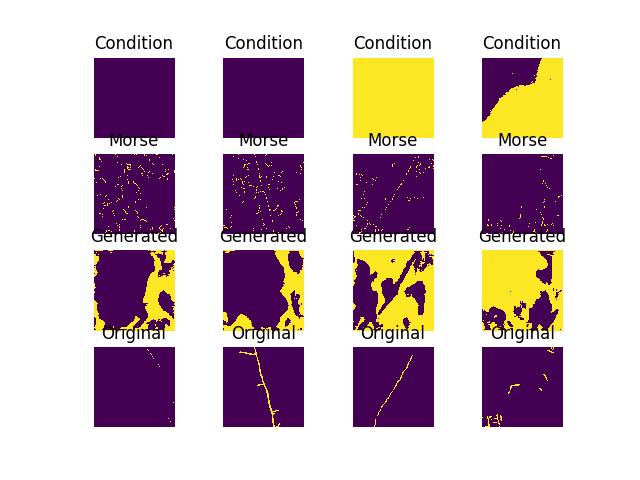 Condition Condition Condition Condition
Morse Morse Morse Morse
Generated Generated Generated Generated
Original Original Original Original